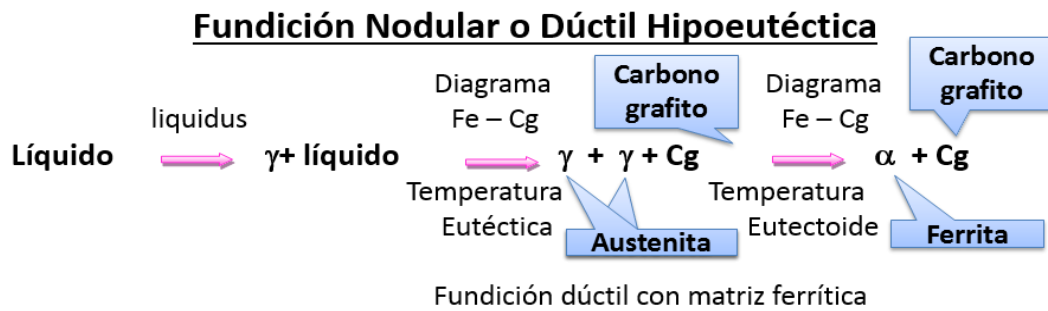 Fundición Nodular o Dúctil Hipoeutéctica
Carbono
grafito
Carbono
grafito
Diagrama
Fe – Cg
Diagrama
Fe – Cg
liquidus
Líquido
γ+ líquido
γ + γ + Cg
α + Cg
Temperatura
Eutéctica
Temperatura
Eutectoide
Austenita
Ferrita
Fundición dúctil con matriz ferrítica